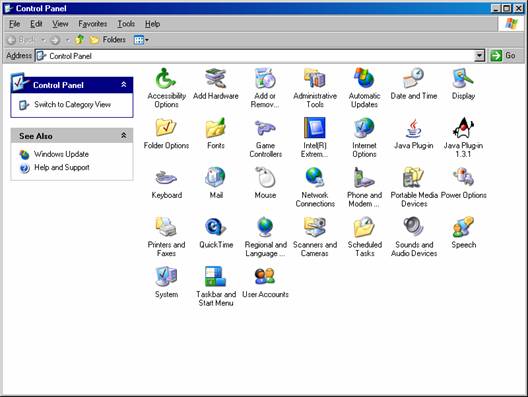 Control Panel
File Edit View Favorites Tools Help
Back Folders
Address Control Panel Go
Control Panel
Switch to Category View
See Also
Windows Update
Help and Support
Accessibility Options
Add Hardware
Add or Remov...
Administrative Tools
Automatic Updates
Date and Time
Display
Folder Options
Fonts
Game Controllers
Intel(R) Extrem...
Internet Options
Java Plug-in
Java Plug-in 1.3.1
Keyboard
Mail
Mouse
Network Connections
Phone and Modem ...
Portable Media Devices
Power Options
Printers and Faxes
QuickTime
Regional and Language ...
Scanners and Cameras
Scheduled Tasks
Sounds and Audio Devices
Speech
System
Taskbar and Start Menu
User Accounts